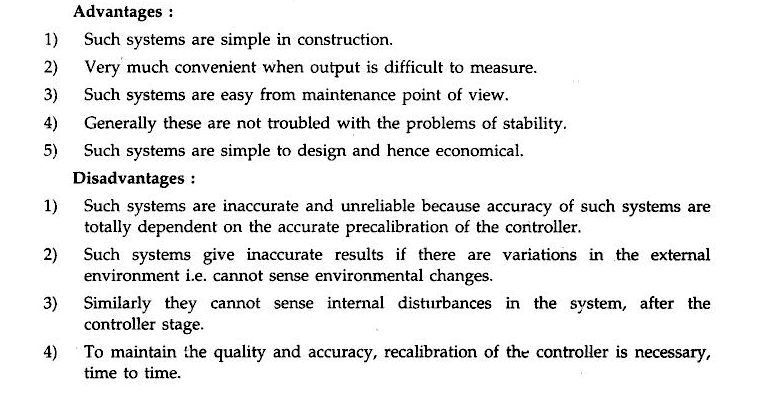 Advantages :
1) Such systems are simple in construction.
2) Very much convenient when output is difficult to measure.
3) Such systems are easy from maintenance point of view.
4) Generally these are not troubled with the problems of stability.
5) Such systems are simple to design and hence economical.
Disadvantages :
1) Such systems are inaccurate and unreliable because accuracy of such systems are
totally dependent on the accurate precalibration of the controller.
2) Such systems give inaccurate results if there are variations in the external
environment i.e. cannot sense environmental changes.
3) Similarly they cannot sense internal disturbances in the system, after the
controller stage.
4) To maintain the quality and accuracy, recalibration of the controller is necessary,
time to time.